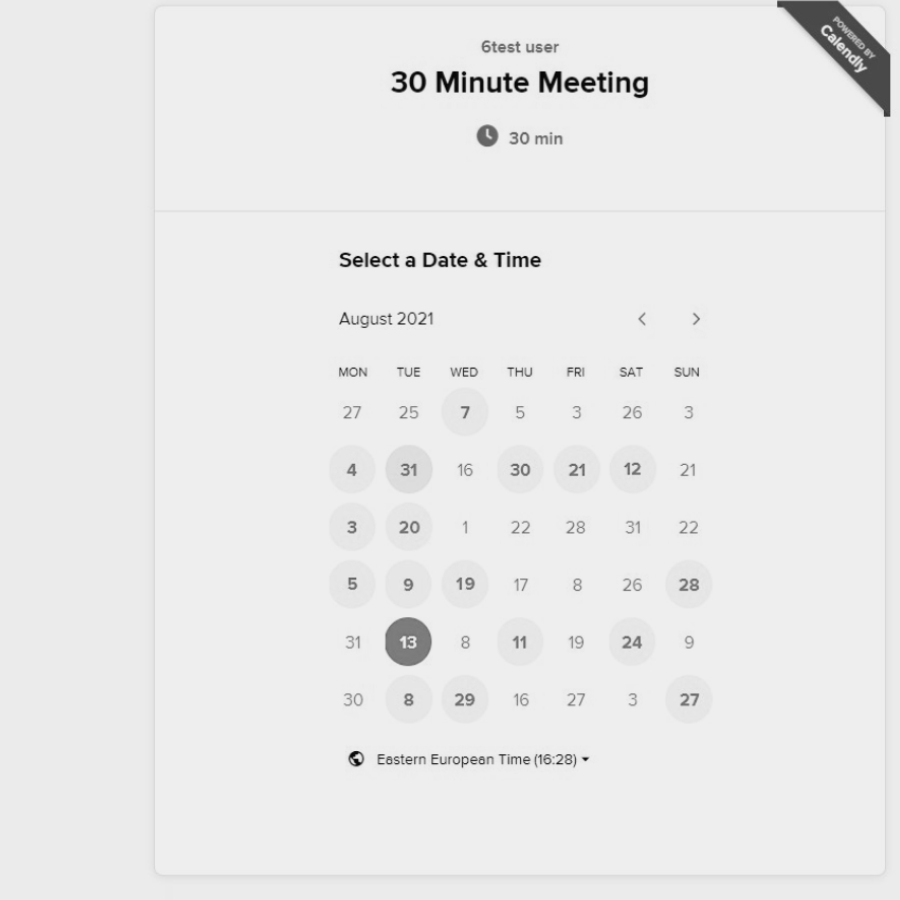 6test user
30 Minute Meeting
30 min
POWERED BY
Calendly
Select a Date & Time
August 2021
MON TUE WED THU FRI SAT SUN
27 25 7 5 3 26 3
4 31 16 30 21 12 21
3 20 1 22 28 31 22
5 9 19 17 8 26 28
31 13 8 11 19 24 9
30 8 29 16 27 3 27
Eastern European Time (16:28)